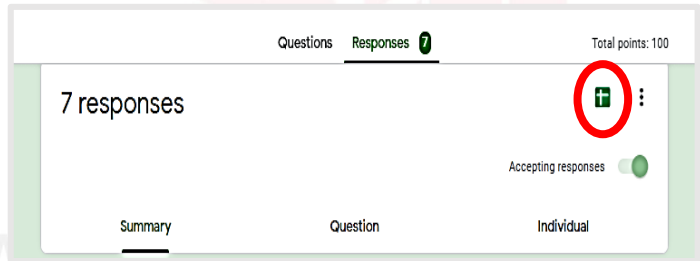 Questions Responses 7 Total points: 100
7 responses
Accepting responses
Summary Question Individual